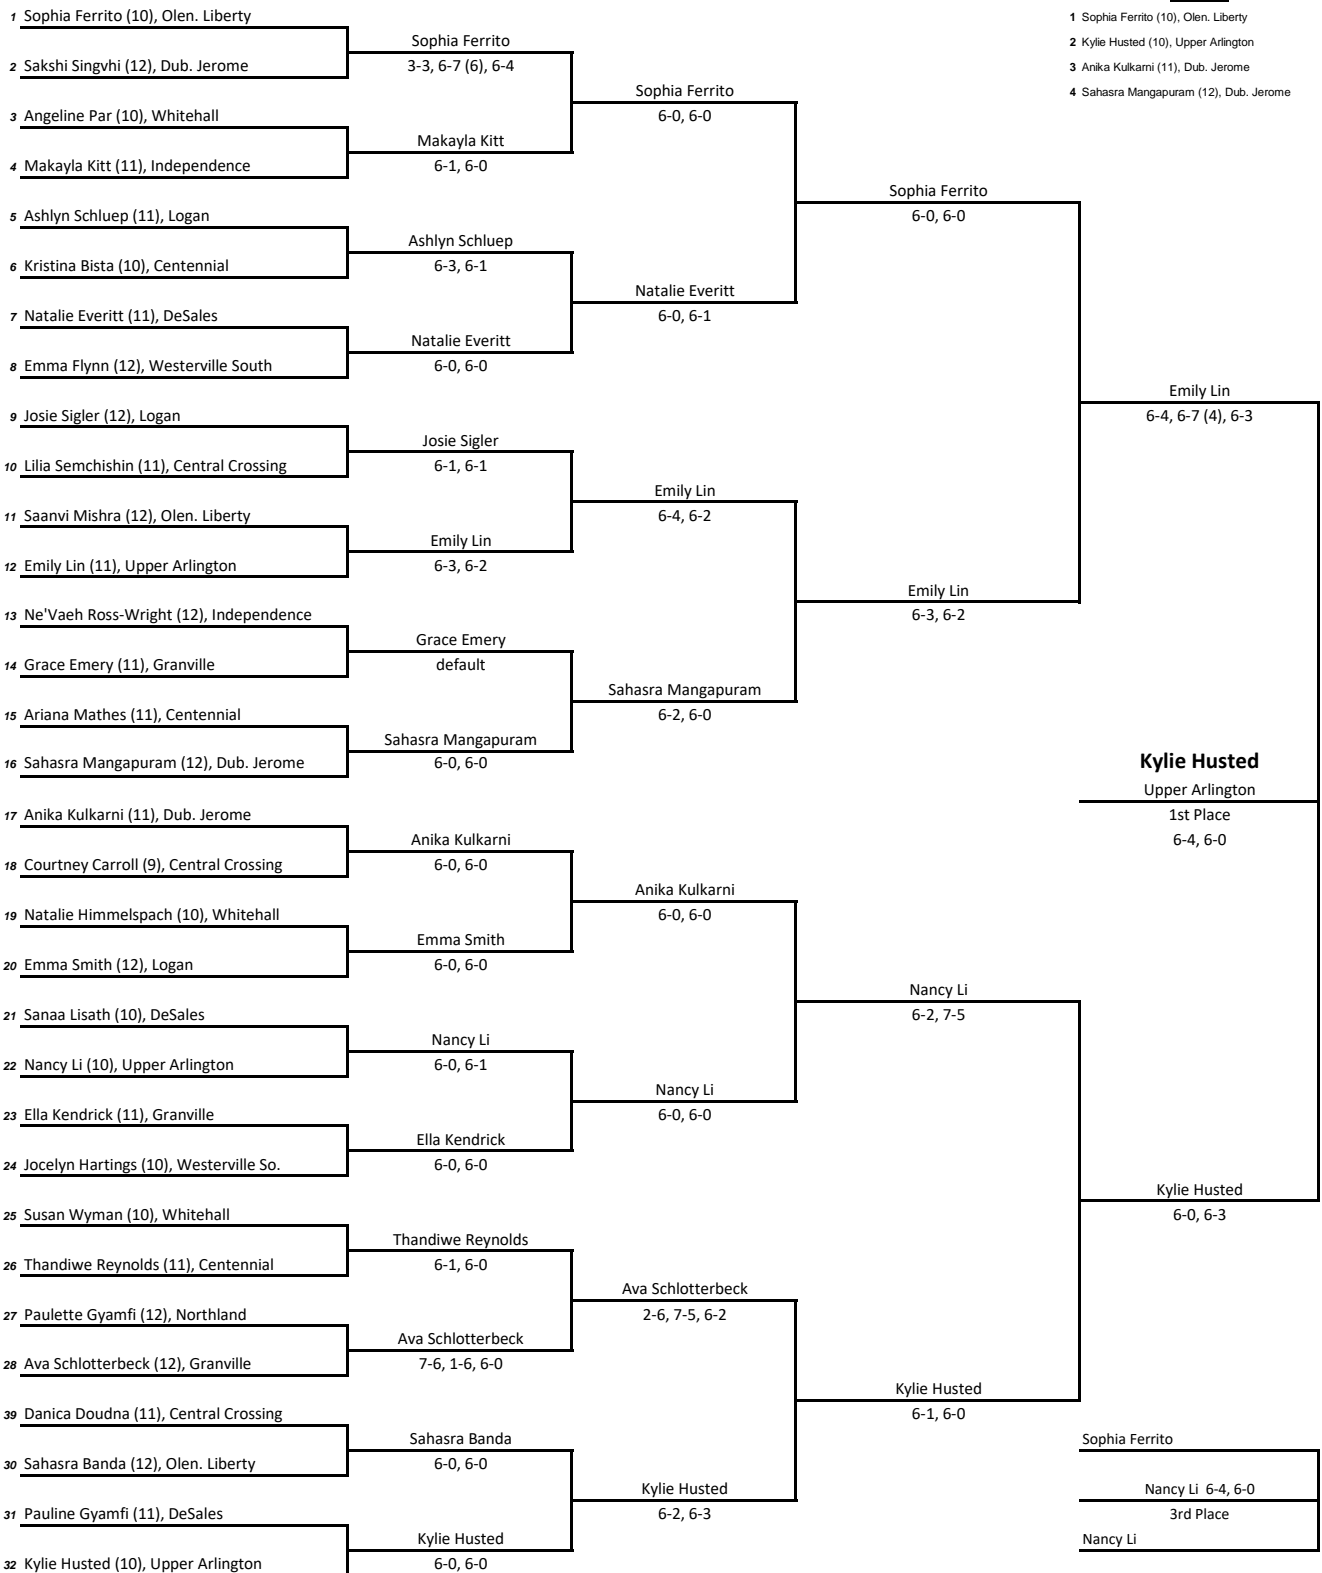 1 Sophia Ferrito (10), Olen. Liberty
2 Sakshi Singvhi (12), Dub. Jerome
3 Angeline Par (10), Whitehall
4 Makayla Kitt (11), Independence
5 Ashlyn Schluep (11), Logan
6 Kristina Bista (10), Centennial
7 Natalie Everitt (11), DeSales
8 Emma Flynn (12), Westerville South
9 Josie Sigler (12), Logan
10 Lilia Semchishin (11), Central Crossing
11 Saanvi Mishra (12), Olen. Liberty
12 Emily Lin (11), Upper Arlington
13 Ne'Vaeh Ross-Wright (12), Independence
14 Grace Emery (11), Granville
15 Ariana Mathes (11), Centennial
16 Sahasra Mangapuram (12), Dub. Jerome
17 Anika Kulkarni (11), Dub. Jerome
18 Courtney Carroll (9), Central Crossing
19 Natalie Himmelspach (10), Whitehall
20 Emma Smith (12), Logan
21 Sanaa Lisath (10), DeSales
22 Nancy Li (10), Upper Arlington
23 Ella Kendrick (11), Granville
24 Jocelyn Hartings (10), Westerville So.
25 Susan Wyman (10), Whitehall
26 Thandiwe Reynolds (11), Centennial
27 Paulette Gyamfi (12), Northland
28 Ava Schlotterbeck (12), Granville
39 Danica Doudna (11), Central Crossing
30 Sahasra Banda (12), Olen. Liberty
31 Pauline Gyamfi (11), DeSales
32 Kylie Husted (10), Upper Arlington
Sophia Ferrito
3-3, 6-7 (6), 6-4
Makayla Kitt
6-1, 6-0
Ashlyn Schluep
6-3, 6-1
Natalie Everitt
6-0, 6-0
Josie Sigler
6-1, 6-1
Emily Lin
6-3, 6-2
Grace Emery
default
Sahasra Mangapuram
6-0, 6-0
Anika Kulkarni
6-0, 6-0
Emma Smith
6-0, 6-0
Nancy Li
6-0, 6-1
Ella Kendrick
6-0, 6-0
Thandiwe Reynolds
6-1, 6-0
Ava Schlotterbeck
7-6, 1-6, 6-0
Sahasra Banda
6-0, 6-0
Kylie Husted
6-0, 6-0
Sophia Ferrito
6-0, 6-0
Natalie Everitt
6-0, 6-1
Emily Lin
6-4, 6-2
Sahasra Mangapuram
6-2, 6-0
Anika Kulkarni
6-0, 6-0
Nancy Li
6-0, 6-0
Ava Schlotterbeck
2-6, 7-5, 6-2
Kylie Husted
6-2, 6-3
Sophia Ferrito
6-0, 6-0
Emily Lin
6-3, 6-2
Nancy Li
6-2, 7-5
Kylie Husted
6-1, 6-0
1 Sophia Ferrito (10), Olen. Liberty
2 Kylie Husted (10), Upper Arlington
3 Anika Kulkarni (11), Dub. Jerome
4 Sahasra Mangapuram (12), Dub. Jerome
Emily Lin
6-4, 6-7 (4), 6-3
Kylie Husted
Upper Arlington
1st Place
6-4, 6-0
Kylie Husted
6-0, 6-3
Sophia Ferrito
Nancy Li 6-4, 6-0
3rd Place
Nancy Li